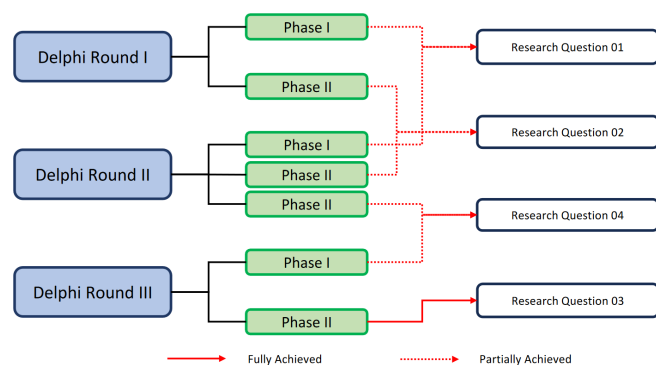 Delphi Round I
Phase I
Phase II
Research Question 01
Delphi Round II
Phase I
Phase II
Phase II
Research Question 02
Research Question 04
Delphi Round III
Phase I
Phase II
Research Question 03
Fully Achieved
Partially Achieved